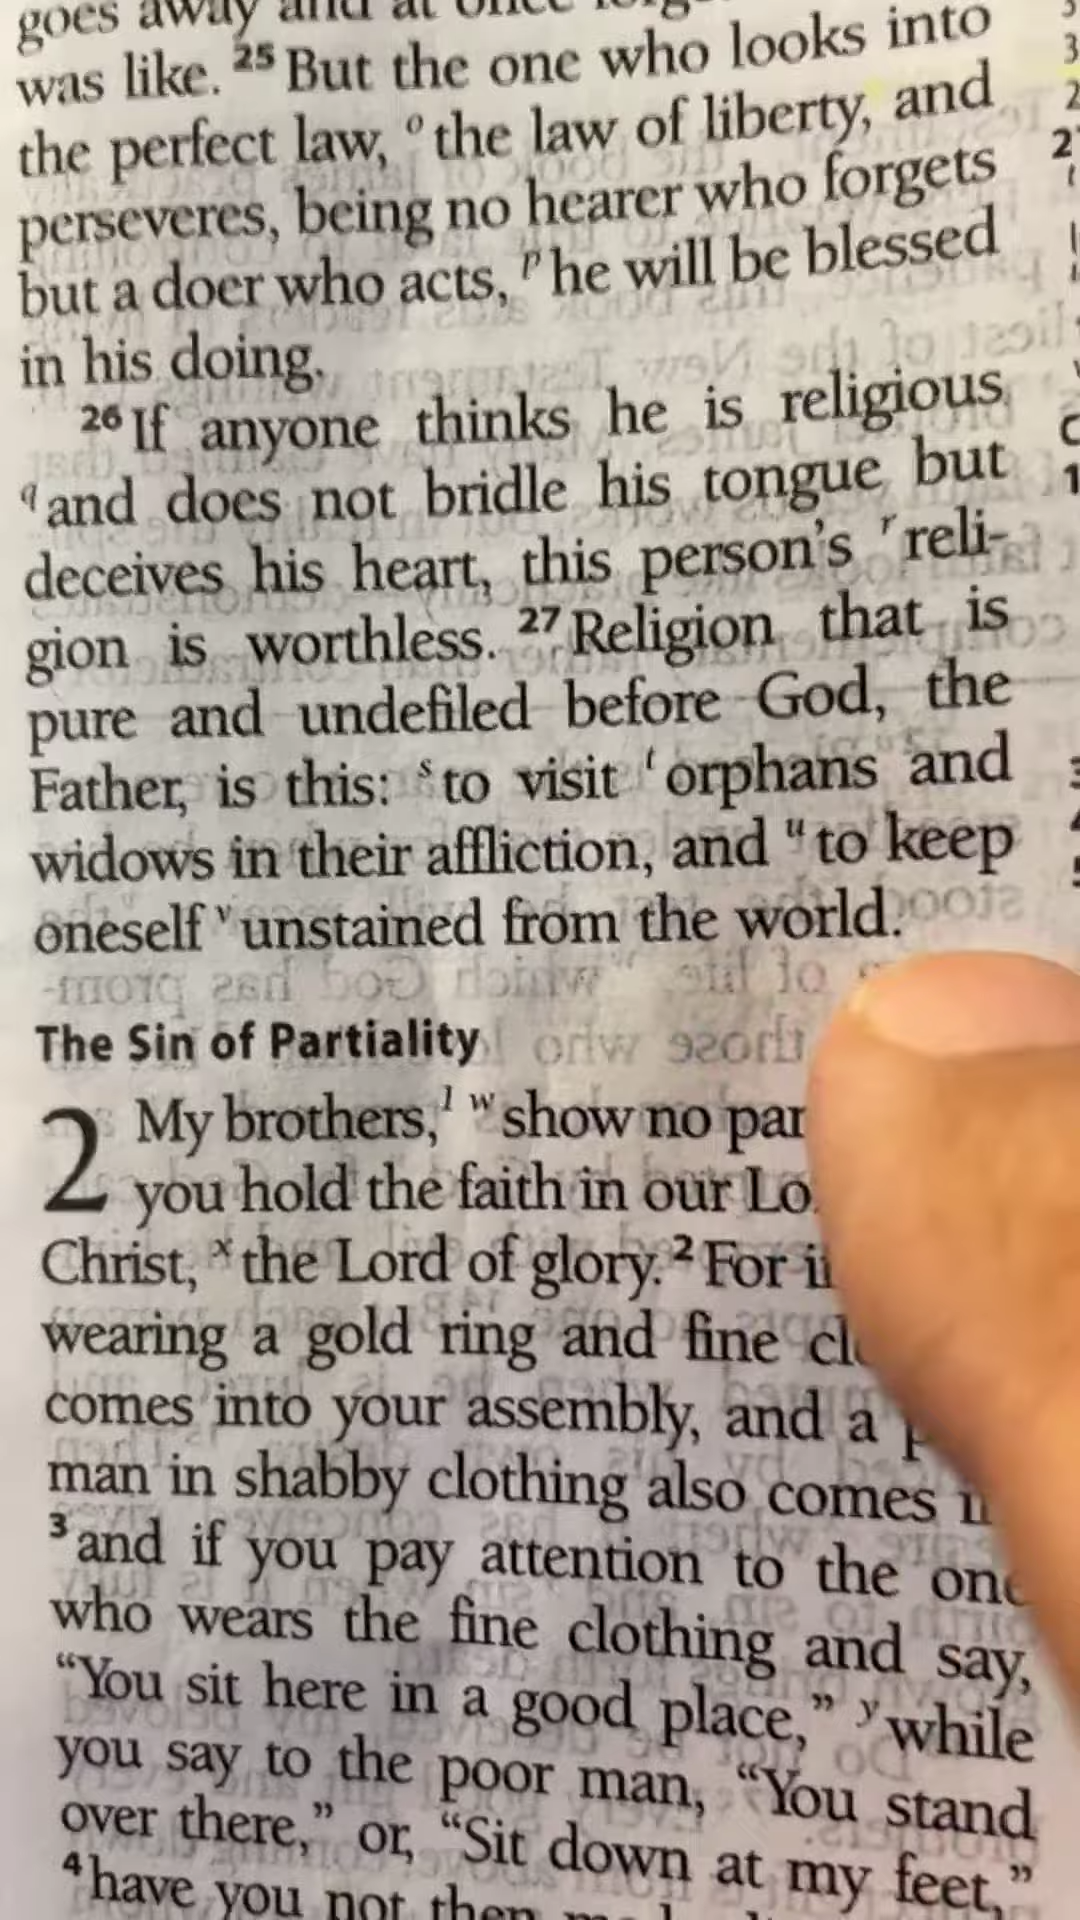 goes away and at once
was like. 25 But the one who looks into
the perfect law, o the law of liberty, and
perseveres, being no hearer who forgets
but a doer who acts, p he will be blessed
in his doing.
26 If anyone thinks he is religious
q and does not bridle his tongue but
deceives his heart, this person's r reli-
gion is worthless. 27 Religion that is
pure and undefiled before God, the
Father, is this: s to visit t orphans and
widows in their affliction, and u to keep
oneself v unstained from the world.
The Sin of Partiality
2 My brothers, 1 w show no par
you hold the faith in our Lo
Christ, x the Lord of glory. 2 For
wearing a gold ring and fine cl
comes into your assembly, and a
man in shabby clothing also comes
3 and if you pay attention to the one
who wears the fine clothing and say,
“You sit here in a good place,” y while
you say to the poor man, “You stand
over there,” or, “Sit down at my feet,”
4 have you not then